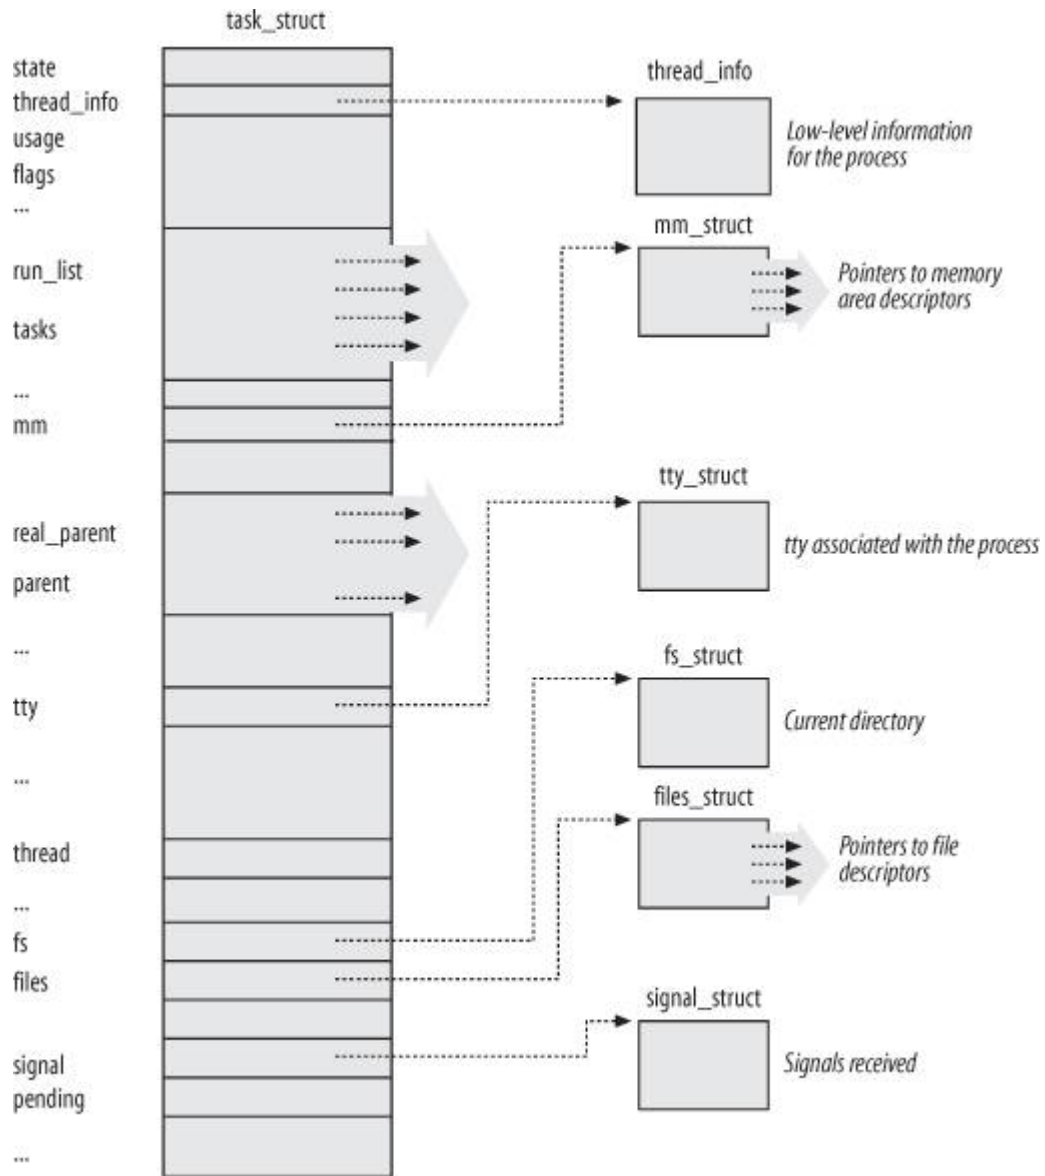 task_struct
state
thread_info
usage
flags
...
run_list
tasks
...
mm
real_parent
parent
...
tty
...
thread
...
fs
files
signal
pending
...
thread_info
Low-level information
for the process
mm_struct
Pointers to memory
area descriptors
tty_struct
tty associated with the process
fs_struct
Current directory
files_struct
Pointers to file
descriptors
signal_struct
Signals received